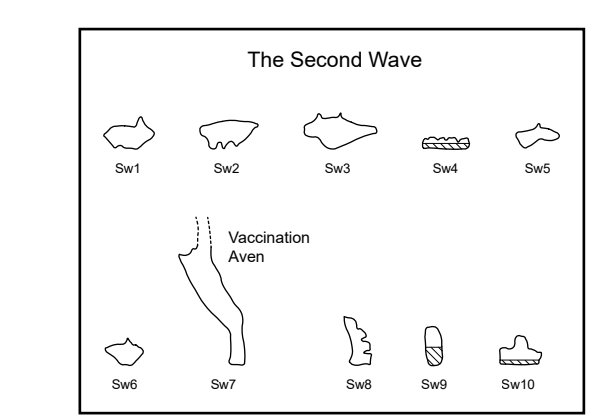 The Second Wave
Sw1
Sw2
Sw3
Sw4
Sw5
Vaccination
Aven
Sw6
Sw7
Sw8
Sw9
Sw10